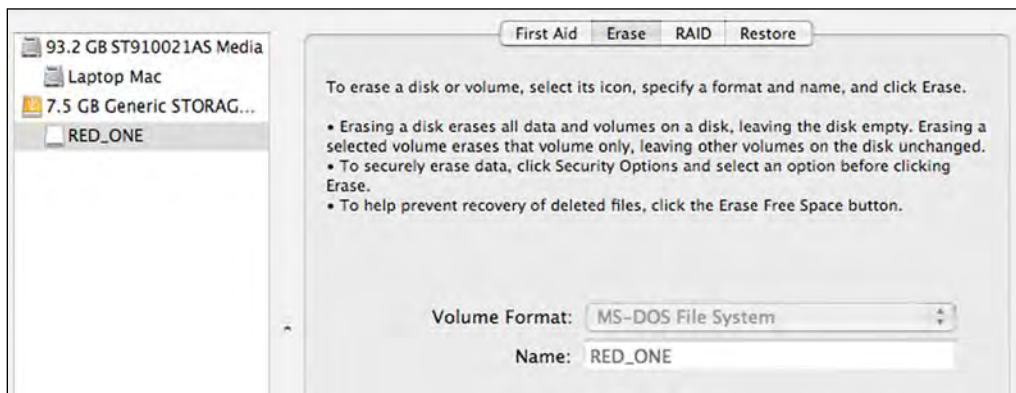 93.2 GB ST910021AS Media
Laptop Mac
7.5 GB Generic STORAG...
RED_ONE
First Aid Erase RAID Restore
To erase a disk or volume, select its icon, specify a format and name, and click Erase.
• Erasing a disk erases all data and volumes on a disk, leaving the disk empty. Erasing a
selected volume erases that volume only, leaving other volumes on the disk unchanged.
• To securely erase data, click Security Options and select an option before clicking
Erase.
• To help prevent recovery of deleted files, click the Erase Free Space button.
Volume Format: MS-DOS File System
Name: RED_ONE